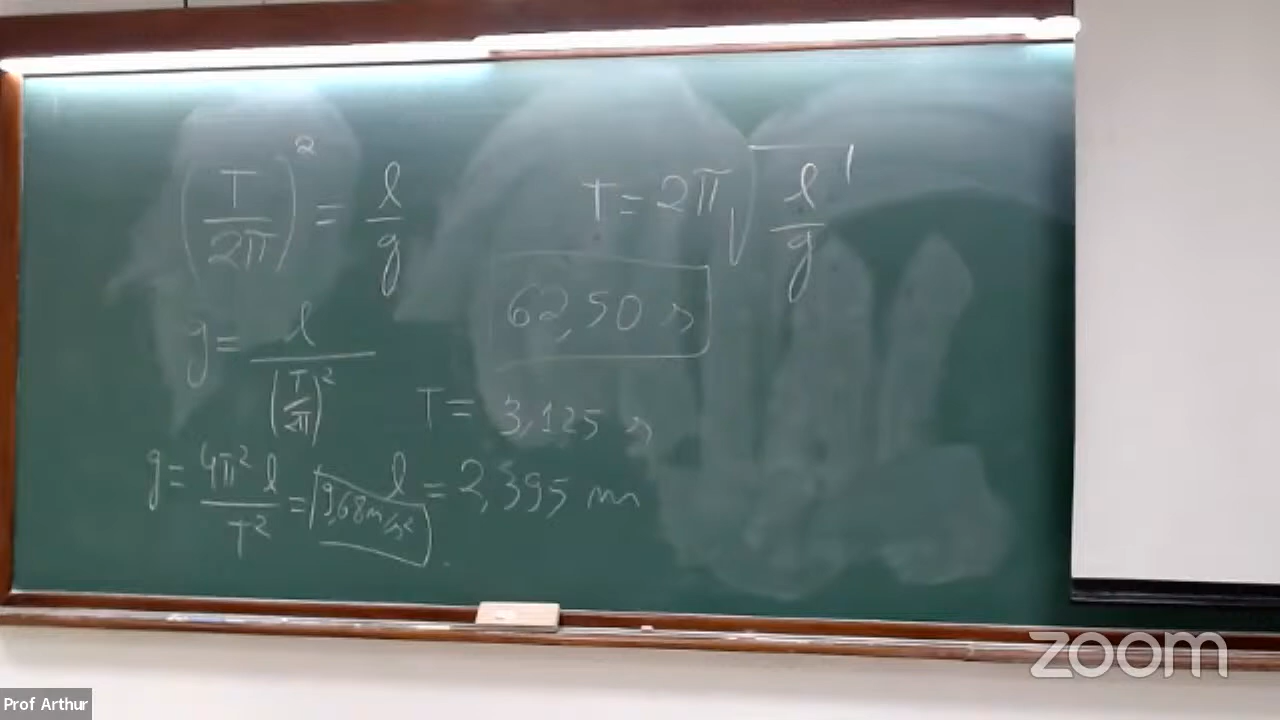 (T/2π)² = l/g
T = 2π √(l/g)
62,50 s
g = l/(T/2π)²
T = 3,125 s
g = 4π² l/T² = 9,68 m/s²
l = 2,395 m
zoom
Prof Arthur